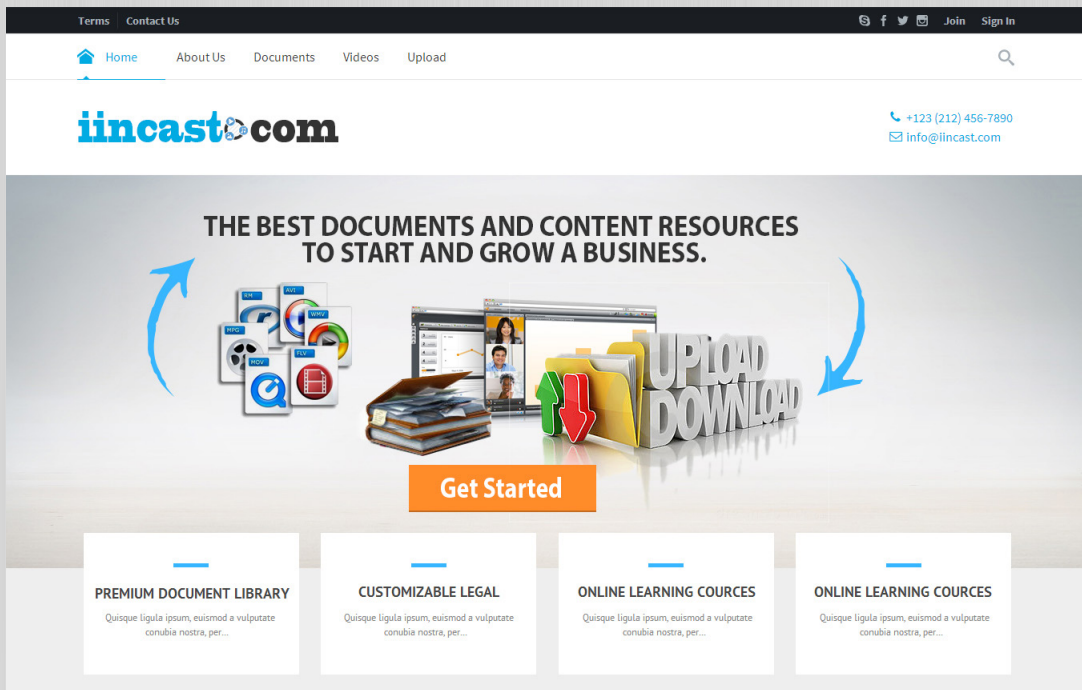 Terms Contact Us Join Sign In
Home About Us Documents Videos Upload
iincast com
+123 (212) 456-7890
info@iincast.com
THE BEST DOCUMENTS AND CONTENT RESOURCES
TO START AND GROW A BUSINESS.
AVI
WMV
MPG
MOV
FLV
UPLOAD
DOWNLOAD
Get Started
PREMIUM DOCUMENT LIBRARY
Quisque ligula ipsum, euismod a vulputate
conubia nostra, per...
CUSTOMIZABLE LEGAL
Quisque ligula ipsum, euismod a vulputate
conubia nostra, per...
ONLINE LEARNING COURCES
Quisque ligula ipsum, euismod a vulputate
conubia nostra, per...
ONLINE LEARNING COURCES
Quisque ligula ipsum, euismod a vulputate
conubia nostra, per...